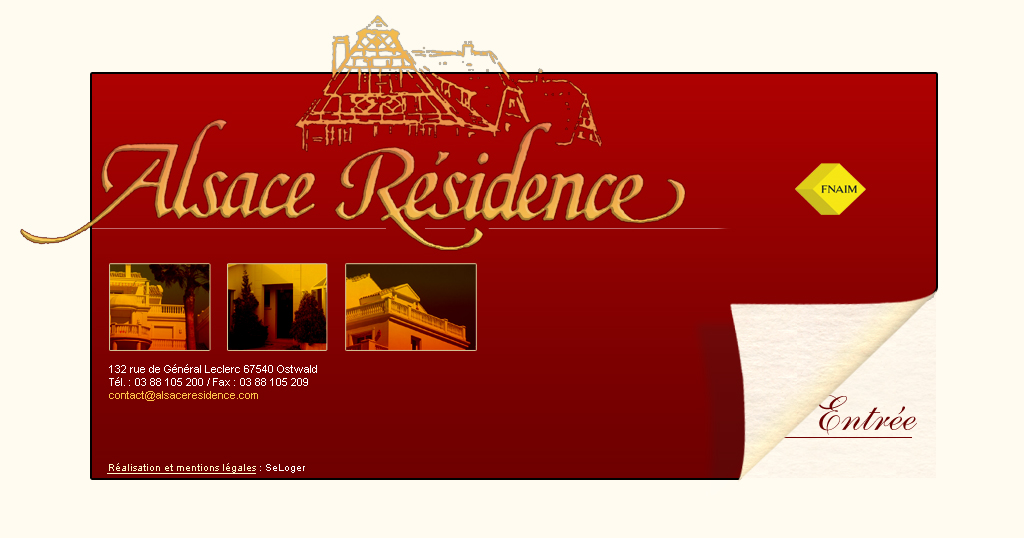 Alsace Résidence
FNAIM
132 rue de Général Leclerc 67540 Ostwald
Tél. : 03 88 105 200 / Fax : 03 88 105 209
contact@alsaceresidence.com
Entrée
Réalisation et mentions légales : SeLoger